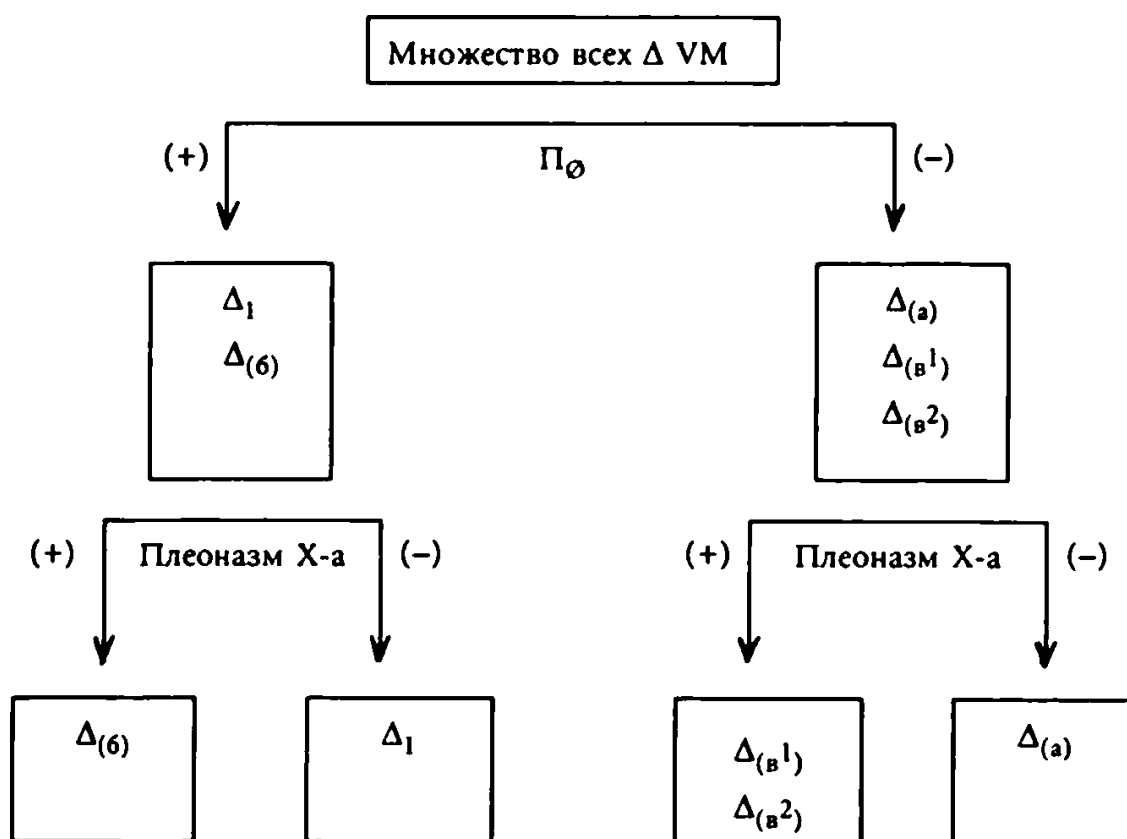 Множество всех Δ VM
(+) П∅ (–)
Δ₁
Δ(б)
Δ(а)
Δ(в¹)
Δ(в²)
(+) Плеоназм X-а (–)
(+) Плеоназм X-а (–)
Δ(б)
Δ₁
Δ(в¹)
Δ(в²)
Δ(а)